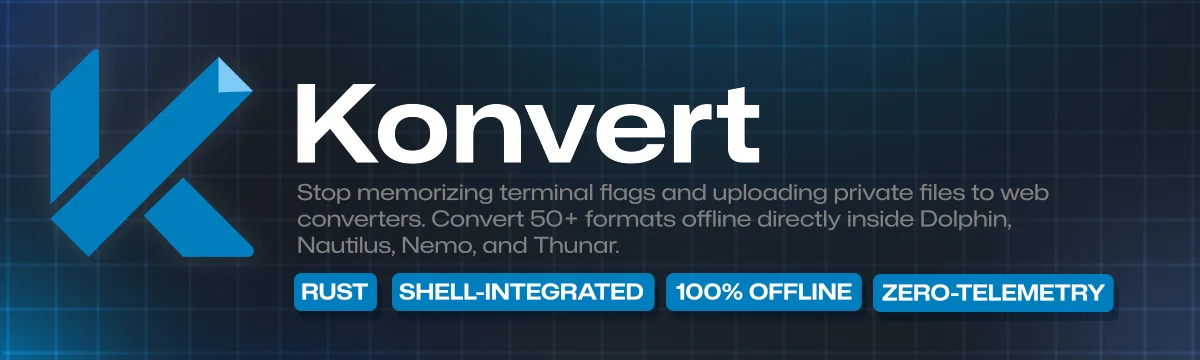 Konvert
Stop memorizing terminal flags and uploading private files to web
converters. Convert 50+ formats offline directly inside Dolphin,
Nautilus, Nemo, and Thunar.
RUST SHELL-INTEGRATED 100% OFFLINE ZERO-TELEMETRY